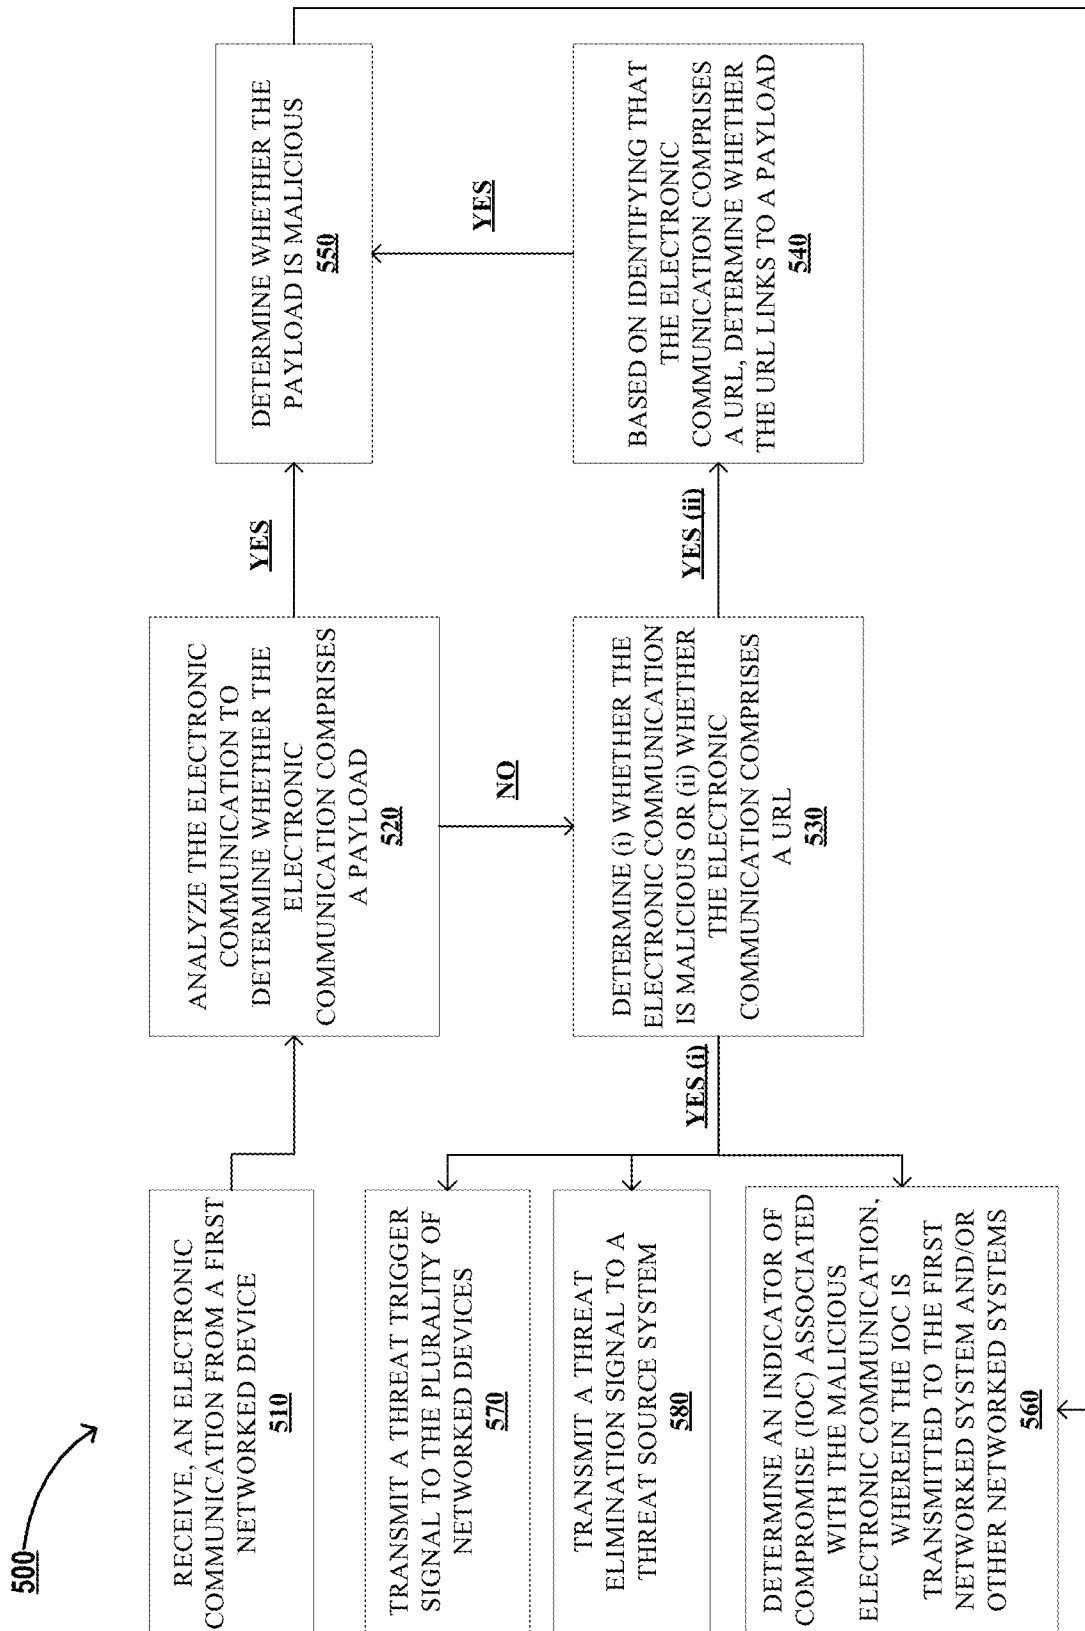 500
RECEIVE, AN ELECTRONIC
COMMUNICATION FROM A FIRST
NETWORKED DEVICE
510
ANALYZE THE ELECTRONIC
COMMUNICATION TO
DETERMINE WHETHER THE
ELECTRONIC
COMMUNICATION COMPRISES
A PAYLOAD
520
YES
DETERMINE WHETHER THE
PAYLOAD IS MALICIOUS
550
NO
YES
TRANSMIT A THREAT TRIGGER
SIGNAL TO THE PLURALITY OF
NETWORKED DEVICES
570
TRANSMIT A THREAT
ELIMINATION SIGNAL TO A
THREAT SOURCE SYSTEM
580
DETERMINE AN INDICATOR OF
COMPROMISE (IOC) ASSOCIATED
WITH THE MALICIOUS
ELECTRONIC COMMUNICATION,
WHEREIN THE IOC IS
TRANSMITTED TO THE FIRST
NETWORKED SYSTEM AND/OR
OTHER NETWORKED SYSTEMS
560
YES (i)
DETERMINE (i) WHETHER THE
ELECTRONIC COMMUNICATION
IS MALICIOUS OR (ii) WHETHER
THE ELECTRONIC
COMMUNICATION COMPRISES
A URL
530
YES (ii)
BASED ON IDENTIFYING THAT
THE ELECTRONIC
COMMUNICATION COMPRISES
A URL, DETERMINE WHETHER
THE URL LINKS TO A PAYLOAD
540